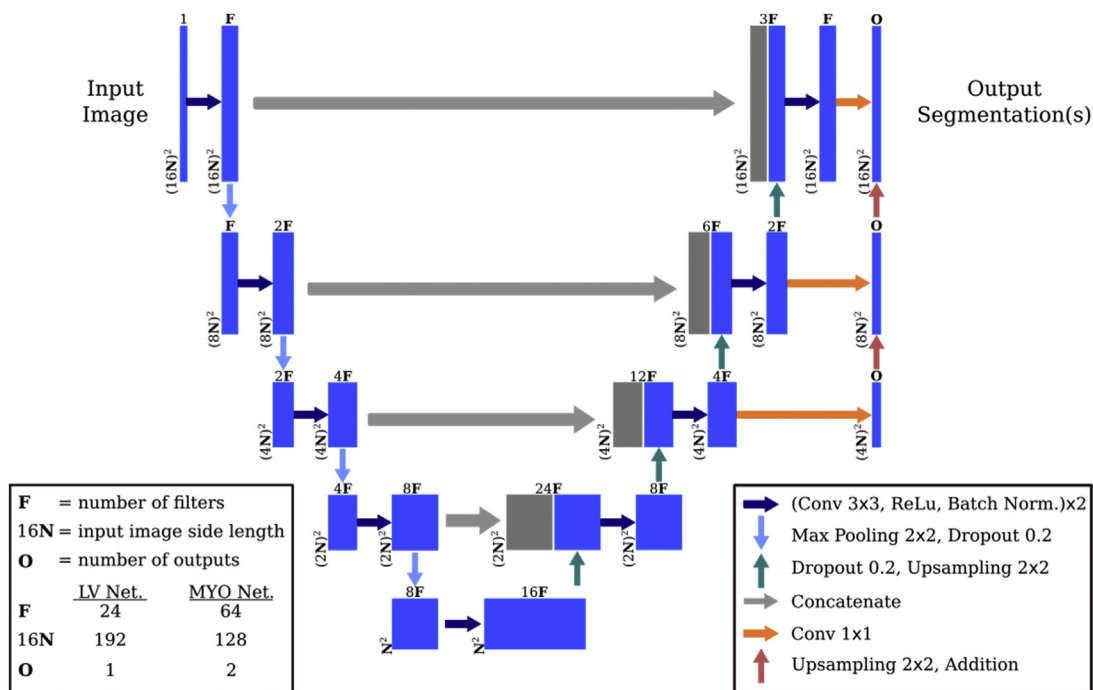 1 F 3F F O
Input Image
Output Segmentation(s)
(16N)² (16N)² (16N)² (16N)² (16N)²
F 2F 6F 2F O
(8N)² (8N)² (8N)² (8N)² (8N)²
2F 4F 12F 4F O
(4N)² (4N)² (4N)² (4N)² (4N)²
4F 8F 24F 8F
(2N)² (2N)² (2N)² (2N)²
8F 16F
N² N²
F = number of filters
16N = input image side length
O = number of outputs
LV Net. MYO Net.
F 24 64
16N 192 128
O 1 2
(Conv 3x3, ReLu, Batch Norm.)x2
Max Pooling 2x2, Dropout 0.2
Dropout 0.2, Upsampling 2x2
Concatenate
Conv 1x1
Upsampling 2x2, Addition